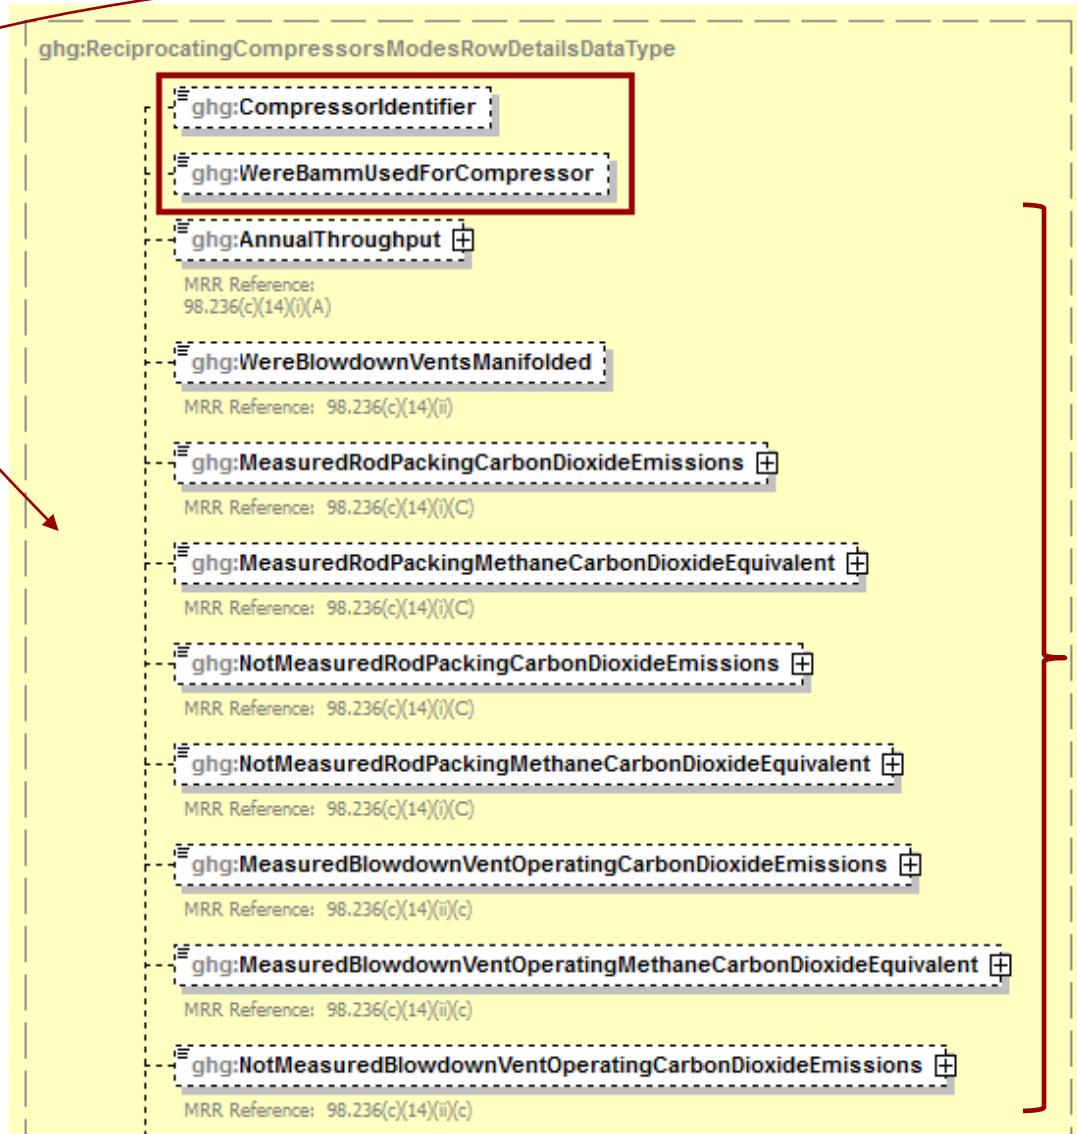 ghg:ReciprocatingCompressorsModesRowDetailsDataType
ghg:CompressorIdentifier
ghg:WereBammUsedForCompressor
ghg:AnnualThroughput
MRR Reference:
98.236(c)(14)(i)(A)
ghg:WereBlowdownVentsManifolded
MRR Reference: 98.236(c)(14)(ii)
ghg:MeasuredRodPackingCarbonDioxideEmissions
MRR Reference: 98.236(c)(14)(i)(C)
ghg:MeasuredRodPackingMethaneCarbonDioxideEquivalent
MRR Reference: 98.236(c)(14)(i)(C)
ghg:NotMeasuredRodPackingCarbonDioxideEmissions
MRR Reference: 98.236(c)(14)(i)(C)
ghg:NotMeasuredRodPackingMethaneCarbonDioxideEquivalent
MRR Reference: 98.236(c)(14)(i)(C)
ghg:MeasuredBlowdownVentOperatingCarbonDioxideEmissions
MRR Reference: 98.236(c)(14)(ii)(c)
ghg:MeasuredBlowdownVentOperatingMethaneCarbonDioxideEquivalent
MRR Reference: 98.236(c)(14)(ii)(c)
ghg:NotMeasuredBlowdownVentOperatingCarbonDioxideEmissions
MRR Reference: 98.236(c)(14)(ii)(c)